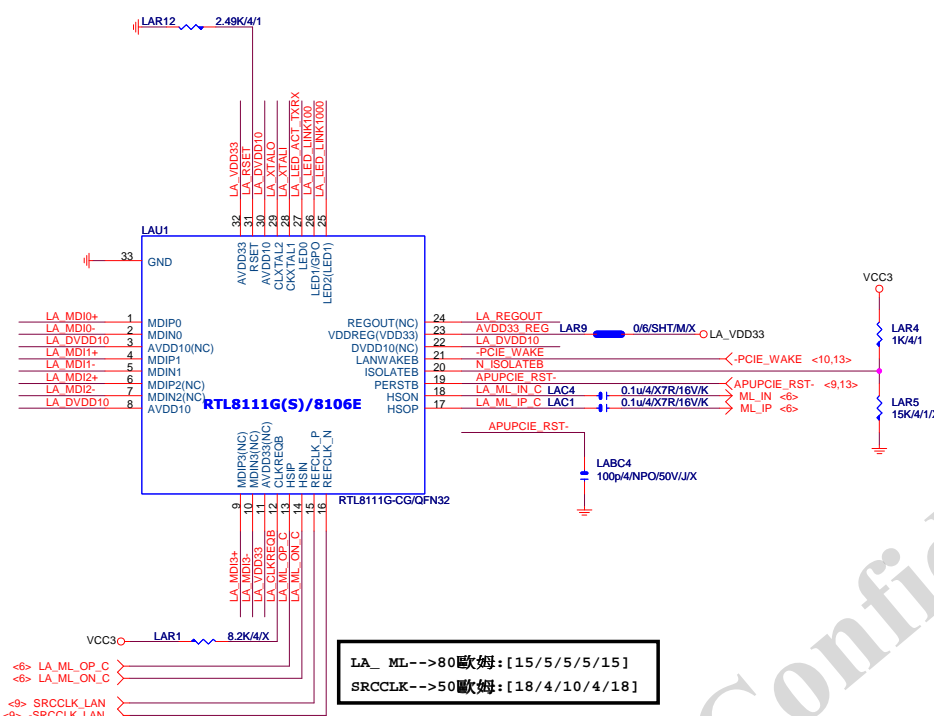 LAR12 2.49K/4/1
LA_VDD33
LA_RSET
LA_DVDD10
LA_XTALO
LA_XTALI
LA_LED_ACT_TXRX
LA_LED_LINK100
LA_LED_LINK1000
32 31 30 29 28 27 26 25
LAU1
AVDD33
RSET
AVDD10
CLXTAL2
CKXTAL1
LED0
LED1/GPO
LED2(LED1)
33 GND
VCC3
LAR4
1K/4/1
LA_MDI0+ 1 MDIP0
LA_MDI0- 2 MDIN0
LA_DVDD10 3 AVDD10(NC)
LA_MDI1+ 4 MDIP1
LA_MDI1- 5 MDIN1
LA_MDI2+ 6 MDIP2(NC)
LA_MDI2- 7 MDIN2(NC)
LA_DVDD10 8 AVDD10
REGOUT(NC) 24 LA_REGOUT
VDDREG(VDD33) 23 AVDD33_REG LAR9 0/6/SHT/M/X LA_VDD33
DVDD10(NC) 22 LA_DVDD10
LANWAKEB 21 -PCIE_WAKE -PCIE_WAKE <10,13>
ISOLATEB 20 N_ISOLATEB
PERSTB 19 APUPCIE_RST- APUPCIE_RST- <9,13>
HSON 18 LA_ML_IN_C LAC4 0.1u/4/X7R/16V/K ML_IN <6>
HSOP 17 LA_ML_IP_C LAC1 0.1u/4/X7R/16V/K ML_IP <6>
RTL8111G(S)/8106E
LAR5
APUPCIE_RST-
LABC4
100p/4/NPO/50V/J/X
MDIP3(NC)
MDIN3(NC)
AVDD33(NC)
CLKREQB
HSIP
HSIN
REFCLK_P
REFCLK_N
RTL8111G-CG/QFN32
9 10 11 12 13 14 15 16
LA_MDI3+
LA_MDI3-
LA_VDD33
LA_CLKREQB
LA_ML_OP_C
LA_ML_ON_C
VCC3 LAR1 8.2K/4/X
<6> LA_ML_OP_C
<6> LA_ML_ON_C
<9> SRCCLK_LAN
<9> -SRCCLK_LAN
LA_ ML-->80歐姆:[15/5/5/5/15]
SRCCLK-->50歐姆:[18/4/10/4/18]